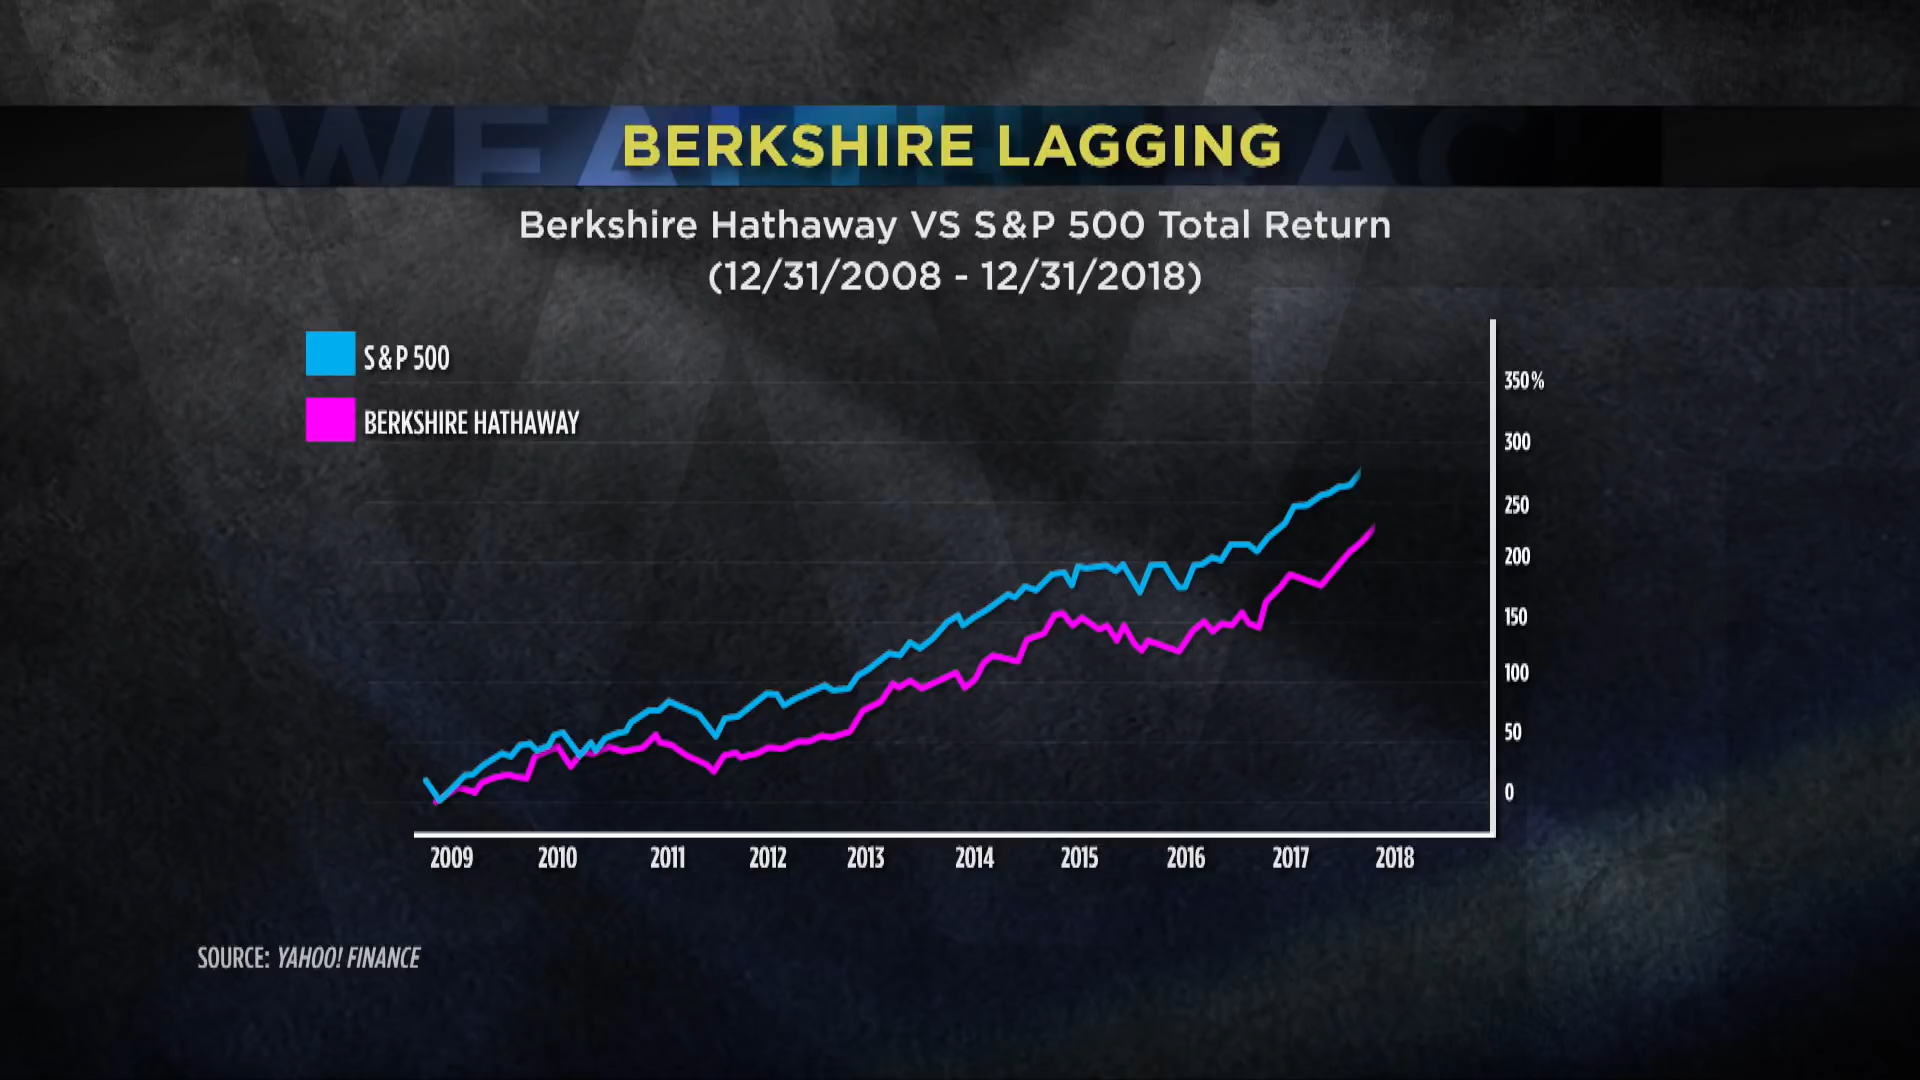 BERKSHIRE LAGGING
Berkshire Hathaway VS S&P 500 Total Return
(12/31/2008 - 12/31/2018)
S&P 500
BERKSHIRE HATHAWAY
350%
300
250
200
150
100
50
0
2009 2010 2011 2012 2013 2014 2015 2016 2017 2018
SOURCE: YAHOO! FINANCE